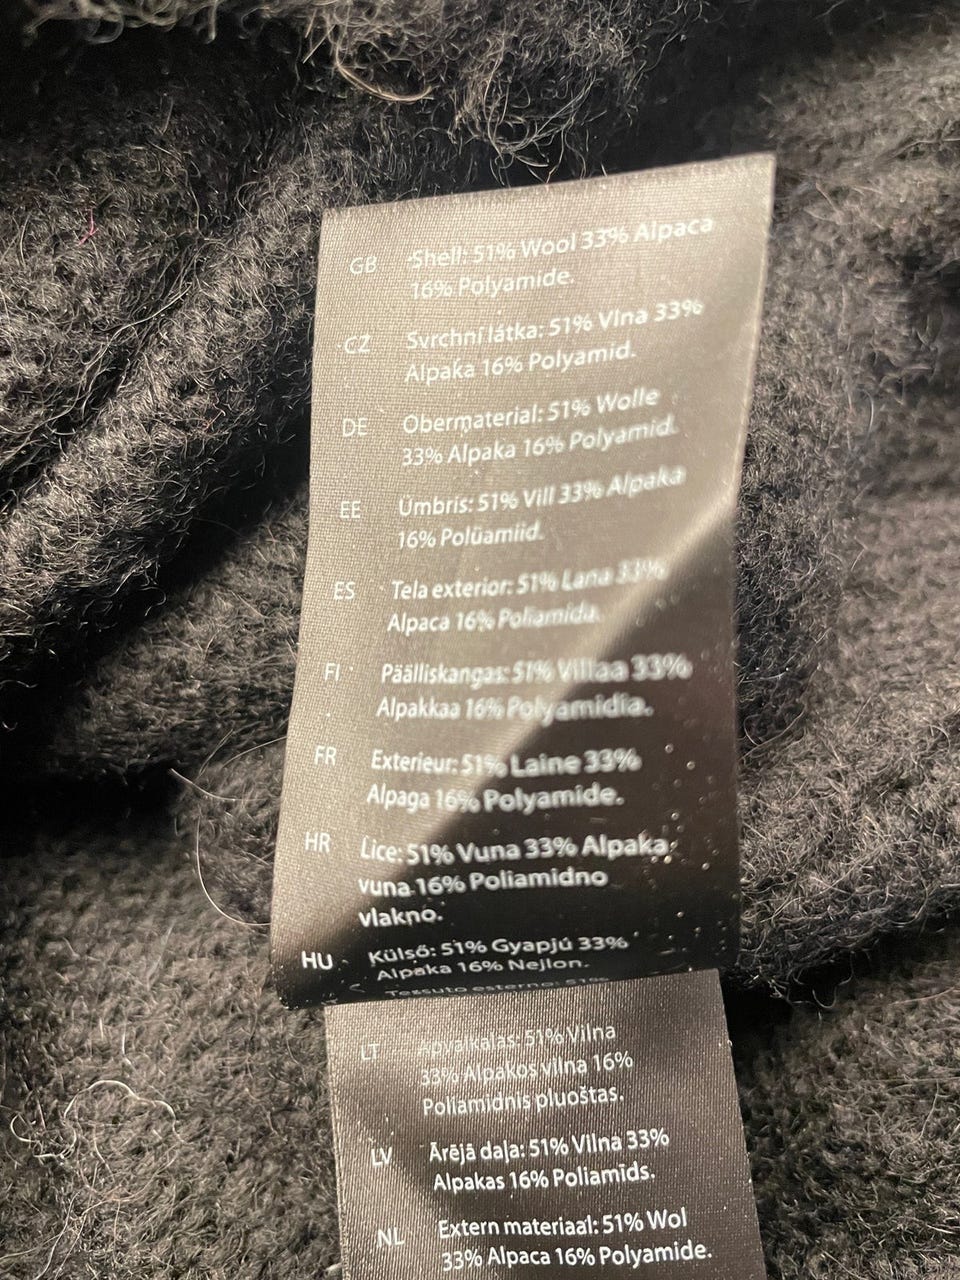 GB Shell: 51% Wool 33% Alpaca
16% Polyamide.
CZ Svrchní látka: 51% Vlna 33%
Alpaka 16% Polyamid.
DE Obermaterial: 51% Wolle
33% Alpaka 16% Polyamid.
EE Ümbris: 51% Vill 33% Alpaka
16% Polüamiid.
ES Tela exterior: 51% Lana 33%
Alpaca 16% Poliamida.
FI Päälliskangas: 51% Villaa 33%
Alpakkaa 16% Polyamidia.
FR Exterieur: 51% Laine 33%
Alpaga 16% Polyamide.
HR Lice: 51% Vuna 33% Alpaka
vuna 16% Poliamidno
vlakno.
HU Külső: 51% Gyapjú 33%
Alpaka 16% Nejlon.
Tessuto esterno: 51%
LT Apvalkalas: 51% Vilna
33% Alpakos vilna 16%
Poliamidnis pluoštas.
LV Ārējā daļa: 51% Vilna 33%
Alpakas 16% Poliamīds.
NL Extern materiaal: 51% Wol
33% Alpaca 16% Polyamide.